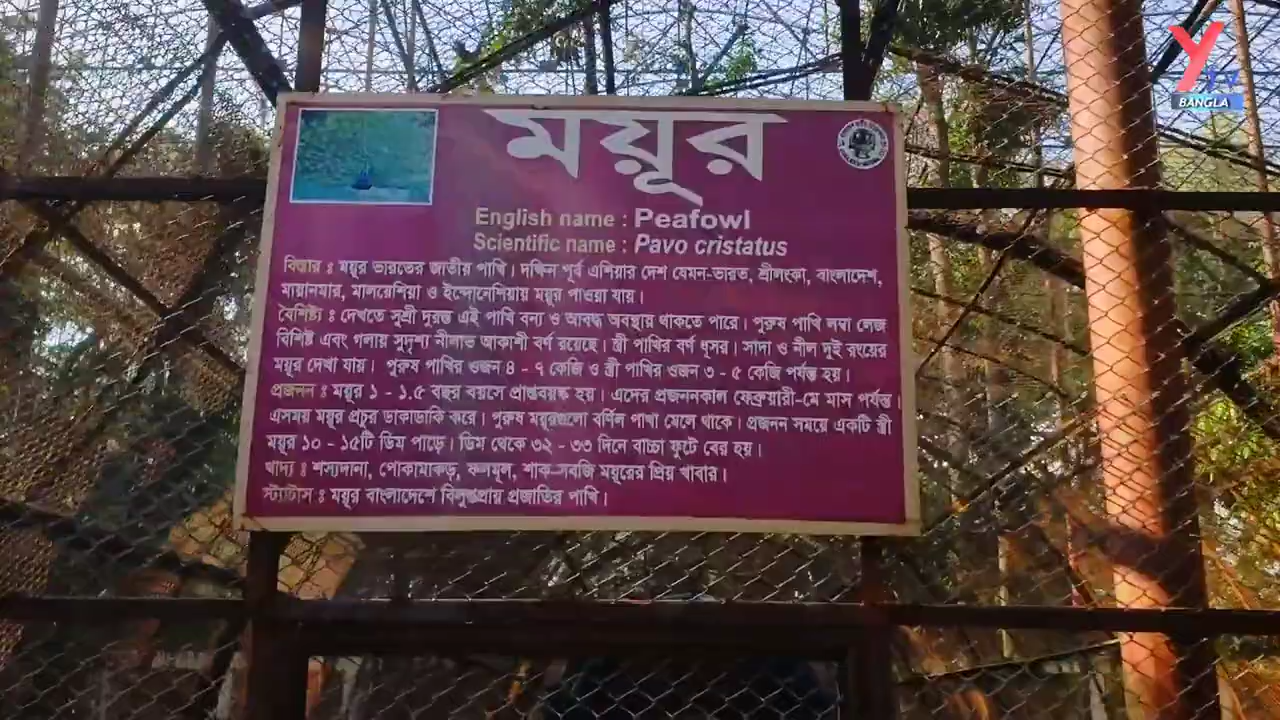 Y
TV
BANGLA
ময়ূর
English name : Peafowl
Scientific name : Pavo cristatus
বিস্তার ঃ ময়ূর ভারতের জাতীয় পাখি। দক্ষিন পূর্ব এশিয়ার দেশ যেমন-ভারত, শ্রীলংকা, বাংলাদেশ,
মায়ানমার, মালয়েশিয়া ও ইন্দোনেশিয়ায় ময়ূর পাওয়া যায়।
বৈশিষ্ট্য ঃ দেখতে সুশ্রী দুরন্ত এই পাখি বন্য ও আবদ্ধ অবস্থায় থাকতে পারে। পুরুষ পাখি লম্বা লেজ
বিশিষ্ট এবং গলায় সুদৃশ্য নীলাভ আকাশী বর্ণ রয়েছে। স্ত্রী পাখির বর্ণ ধূসর। সাদা ও নীল দুই রংয়ের
ময়ূর দেখা যায়। পুরুষ পাখির ওজন ৪ - ৭ কেজি ও স্ত্রী পাখির ওজন ৩ - ৫ কেজি পর্যন্ত হয়।
প্রজনন ঃ ময়ূর ১ - ১.৫ বছর বয়সে প্রাপ্তবয়স্ক হয়। এদের প্রজননকাল ফেব্রুয়ারী-মে মাস পর্যন্ত।
এসময় ময়ূর প্রচুর ডাকাডাকি করে। পুরুষ ময়ূরগুলো বর্ণিল পাখা মেলে থাকে। প্রজনন সময়ে একটি স্ত্রী
ময়ূর ১০ - ১৫টি ডিম পাড়ে। ডিম থেকে ৩২ - ৩৩ দিনে বাচ্চা ফুটে বের হয়।
খাদ্য ঃ শস্যদানা, পোকামাকড়, ফলমূল, শাক-সবজি ময়ূরের প্রিয় খাবার।
স্ট্যাটাস ঃ ময়ূর বাংলাদেশে বিলুপ্তপ্রায় প্রজাতির পাখি।